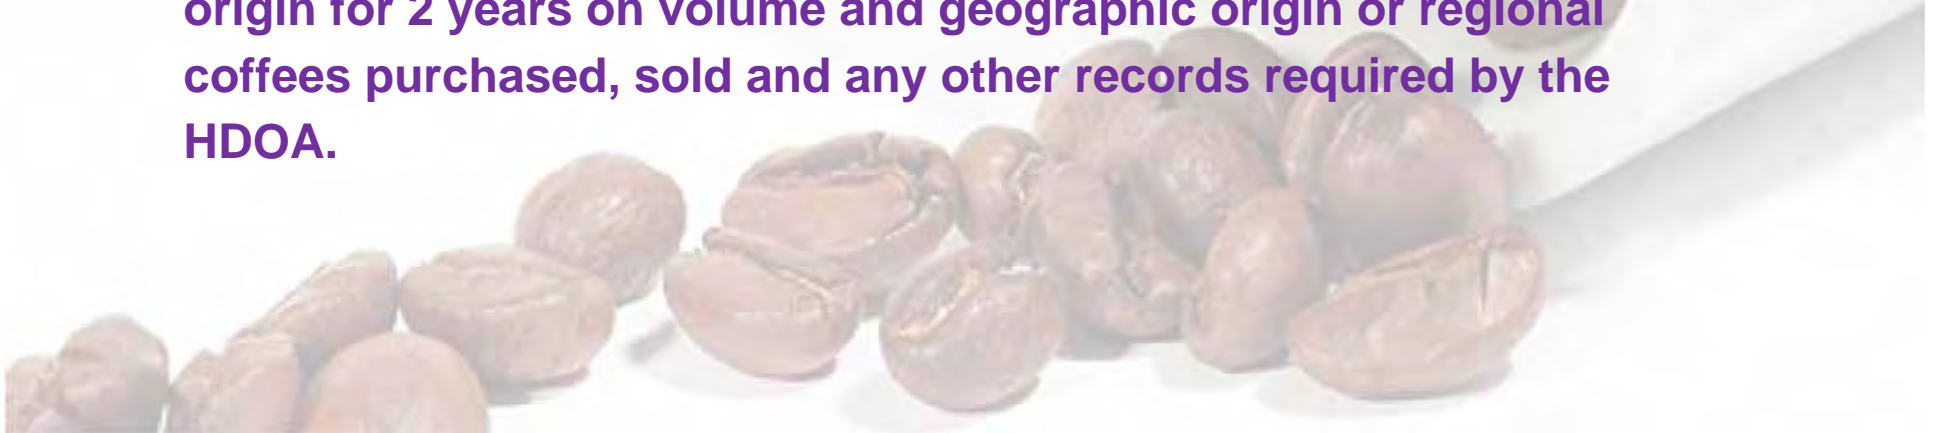 origin for 2 years on volume and geographic origin or regional
coffees purchased, sold and any other records required by the
HDOA.